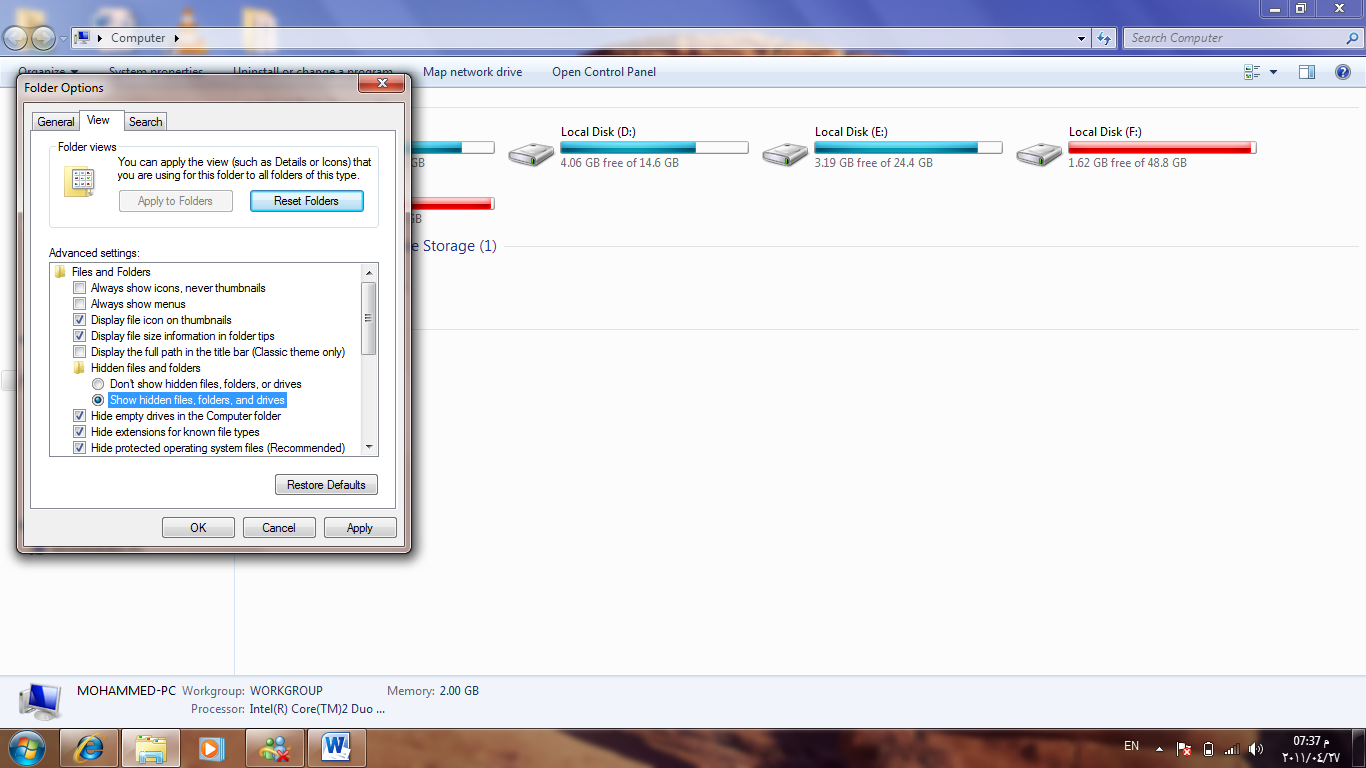 Computer
Search Computer
Organize
System properties
Uninstall or change a program
Map network drive
Open Control Panel
Folder Options
General
View
Search
Folder views
You can apply the view (such as Details or Icons) that
you are using for this folder to all folders of this type.
Apply to Folders
Reset Folders
Advanced settings:
Files and Folders
Always show icons, never thumbnails
Always show menus
Display file icon on thumbnails
Display file size information in folder tips
Display the full path in the title bar (Classic theme only)
Hidden files and folders
Don't show hidden files, folders, or drives
Show hidden files, folders, and drives
Hide empty drives in the Computer folder
Hide extensions for known file types
Hide protected operating system files (Recommended)
Restore Defaults
OK
Cancel
Apply
GB
Local Disk (D:)
4.06 GB free of 14.6 GB
Local Disk (E:)
3.19 GB free of 24.4 GB
Local Disk (F:)
1.62 GB free of 48.8 GB
GB
e Storage (1)
MOHAMMED-PC Workgroup: WORKGROUP Memory: 2.00 GB
Processor: Intel(R) Core(TM)2 Duo ...
EN
07:37 م
٢٠١١/٠٤/٢٧